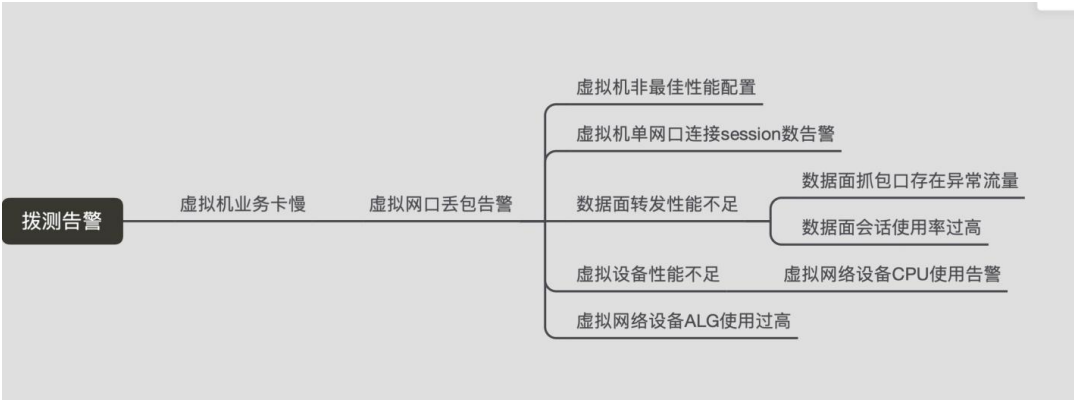 拨测告警
虚拟机业务卡慢
虚拟网口丢包告警
虚拟机非最佳性能配置
虚拟机单网口连接session数告警
数据面转发性能不足
数据面抓包口存在异常流量
数据面会话使用率过高
虚拟设备性能不足
虚拟网络设备CPU使用告警
虚拟网络设备ALG使用过高